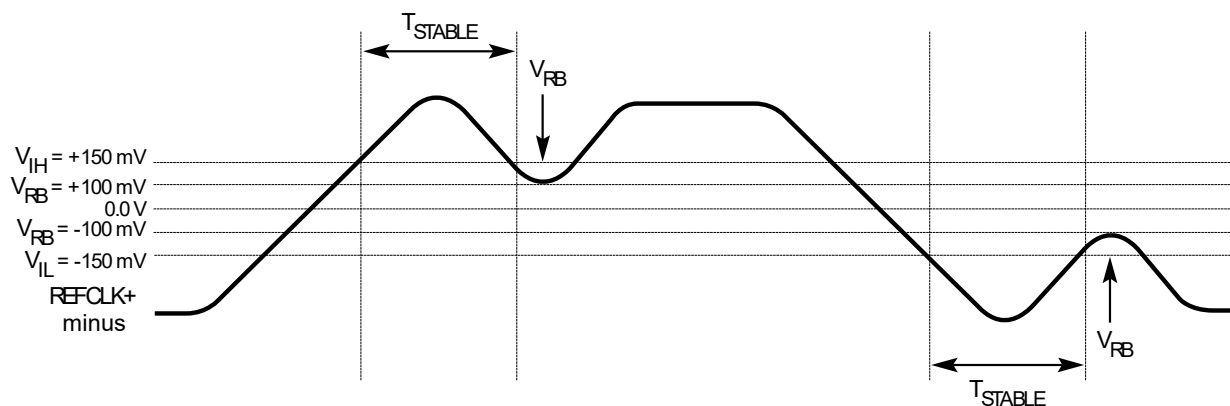 TSTABLE
VRB
VIH = +150 mV
VRB = +100 mV
0.0 V
VRB = -100 mV
VIL = -150 mV
REFCLK+
minus
VRB
TSTABLE